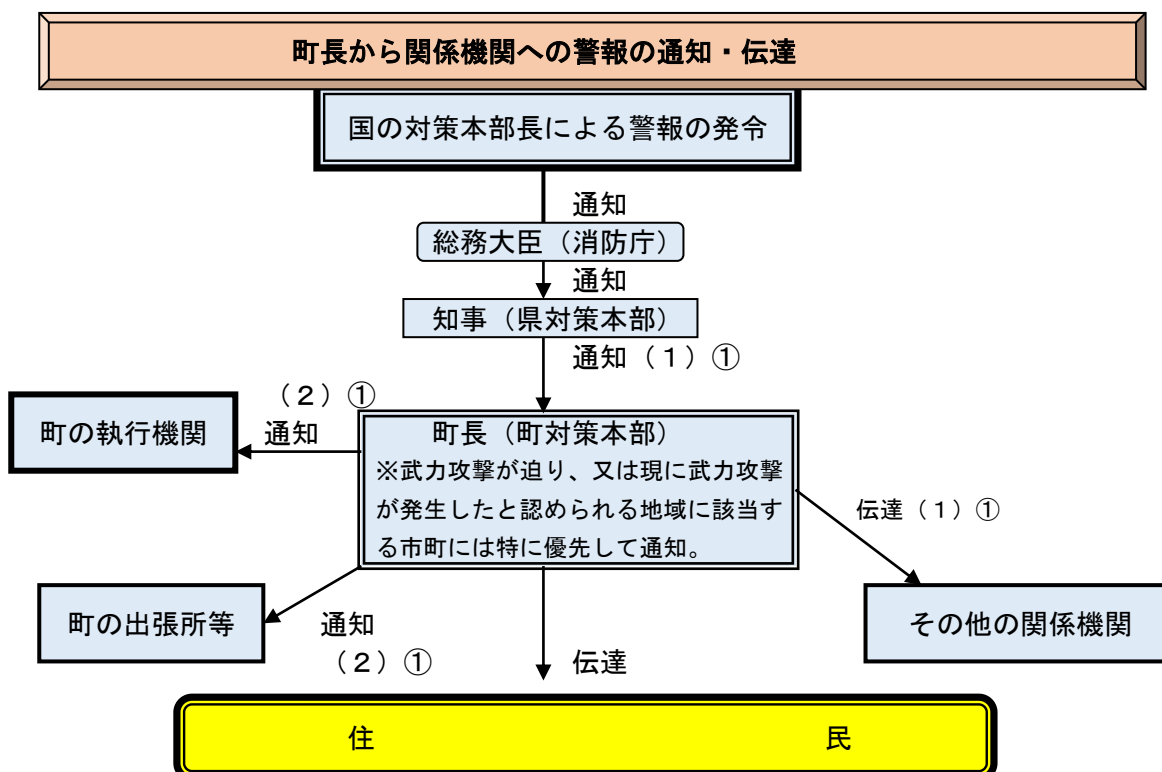 町長から関係機関への警報の通知・伝達
国の対策本部長による警報の発令
通知
総務大臣（消防庁）
通知
知事（県対策本部）
通知（１）①
（２）①
通知
町の執行機関
町長（町対策本部）
※武力攻撃が迫り、又は現に武力攻撃
が発生したと認められる地域に該当す
る市町には特に優先して通知。
伝達（１）①
町の出張所等
通知
（２）①
伝達
その他の関係機関
住 民